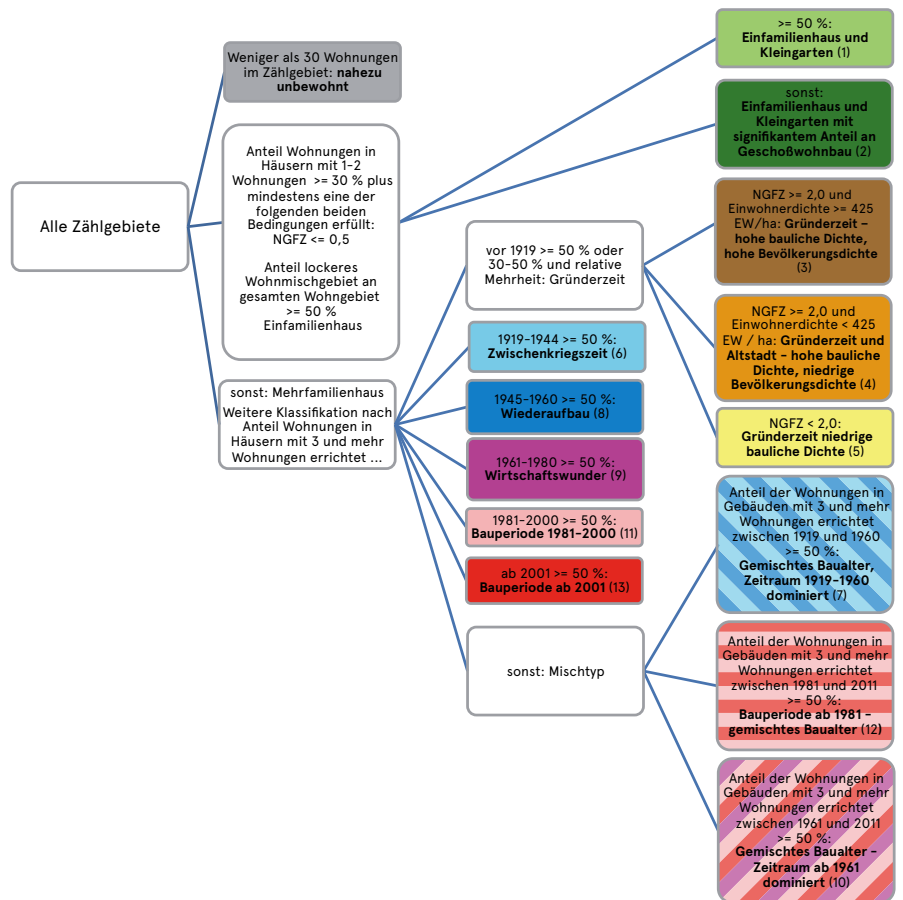 Alle Zählgebiete
Weniger als 30 Wohnungen
im Zählgebiet: nahezu
unbewohnt
Anteil Wohnungen in
Häusern mit 1-2
Wohnungen >= 30 % plus
mindestens eine der
folgenden beiden
Bedingungen erfüllt:
NGFZ <= 0,5
Anteil lockeres
Wohnmischgebiet an
gesamten Wohngebiet
>= 50 %
Einfamilienhaus
sonst: Mehrfamilienhaus
Weitere Klassifikation nach
Anteil Wohnungen in
Häusern mit 3 und mehr
Wohnungen errichtet ...
vor 1919 >= 50 % oder
30-50 % und relative
Mehrheit: Gründerzeit
1919-1944 >= 50 %:
Zwischenkriegszeit (6)
1945-1960 >= 50 %:
Wiederaufbau (8)
1961-1980 >= 50 %:
Wirtschaftswunder (9)
1981-2000 >= 50 %:
Bauperiode 1981-2000 (11)
ab 2001 >= 50 %:
Bauperiode ab 2001 (13)
sonst: Mischtyp
>= 50 %:
Einfamilienhaus und
Kleingarten (1)
sonst:
Einfamilienhaus und
Kleingarten mit
signifikantem Anteil an
Geschoßwohnbau (2)
NGFZ >= 2,0 und
Einwohnerdichte >= 425
EW/ha: Gründerzeit –
hohe bauliche Dichte,
hohe Bevölkerungsdichte
(3)
NGFZ >= 2,0 und
Einwohnerdichte < 425
EW / ha: Gründerzeit und
Altstadt – hohe bauliche
Dichte, niedrige
Bevölkerungsdichte (4)
NGFZ < 2,0:
Gründerzeit niedrige
bauliche Dichte (5)
Anteil der Wohnungen in
Gebäuden mit 3 und mehr
Wohnungen errichtet
zwischen 1919 und 1960
>= 50 %:
Gemischtes Baualter,
Zeitraum 1919–1960
dominiert (7)
Anteil der Wohnungen in
Gebäuden mit 3 und mehr
Wohnungen errichtet
zwischen 1981 und 2011
>= 50 %:
Bauperiode ab 1981 –
gemischtes Baualter (12)
Anteil der Wohnungen in
Gebäuden mit 3 und mehr
Wohnungen errichtet
zwischen 1961 und 2011
>= 50 %:
Gemischtes Baualter –
Zeitraum ab 1961
dominiert (10)